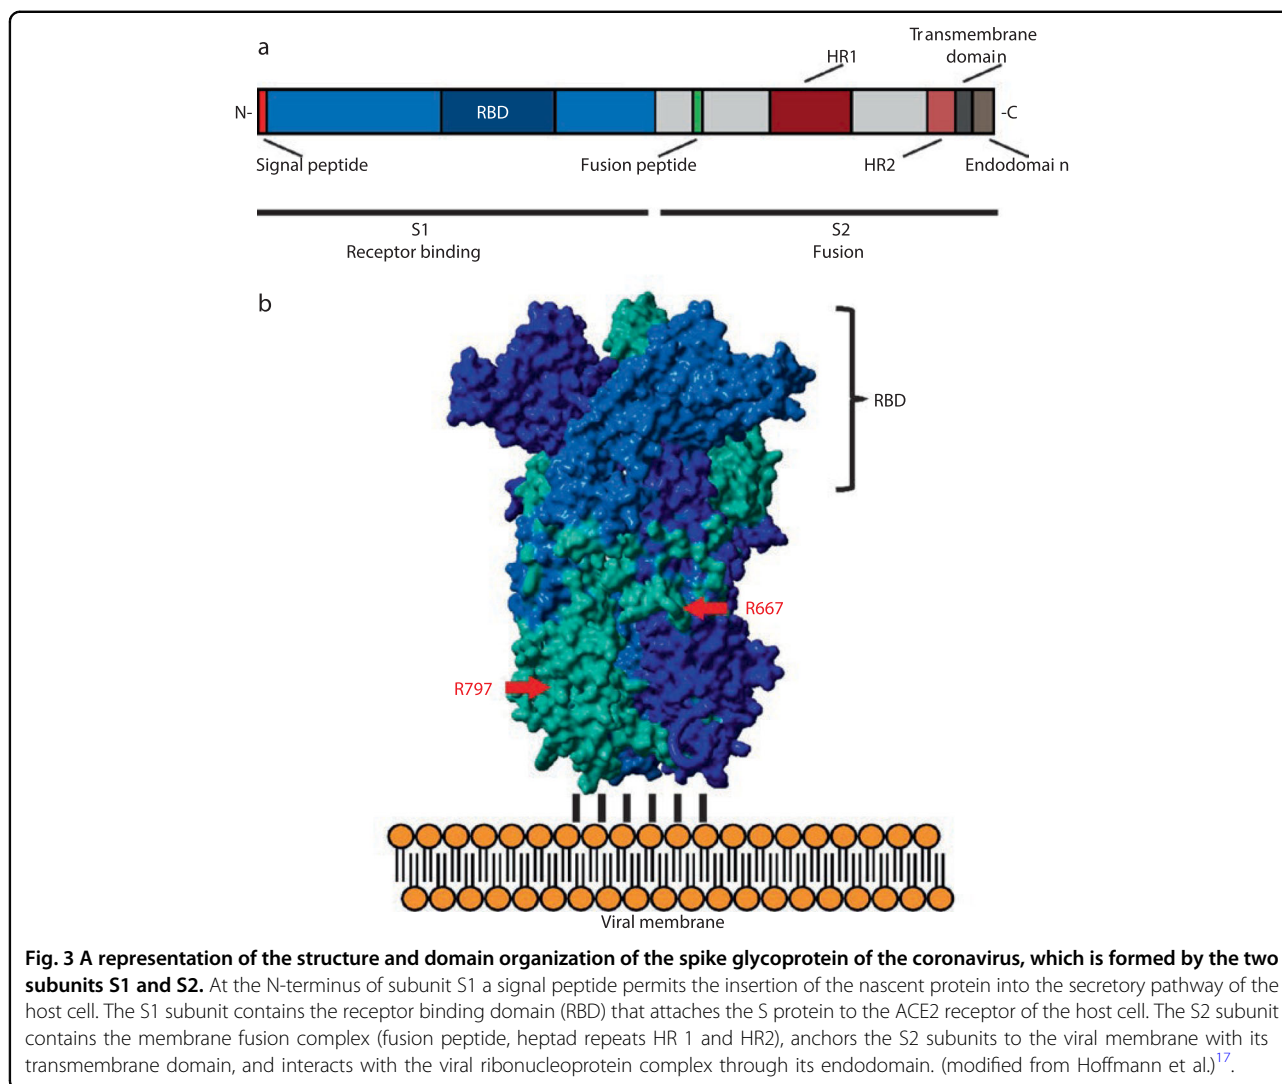 a
Transmembrane
domain
HR1
N-
RBD
-C
Signal peptide
Fusion peptide
HR2
Endodomai n
S1
Receptor binding
S2
Fusion
b
RBD
R667
R797
Viral membrane
Fig. 3 A representation of the structure and domain organization of the spike glycoprotein of the coronavirus, which is formed by the two
subunits S1 and S2. At the N-terminus of subunit S1 a signal peptide permits the insertion of the nascent protein into the secretory pathway of the
host cell. The S1 subunit contains the receptor binding domain (RBD) that attaches the S protein to the ACE2 receptor of the host cell. The S2 subunit
contains the membrane fusion complex (fusion peptide, heptad repeats HR 1 and HR2), anchors the S2 subunits to the viral membrane with its
transmembrane domain, and interacts with the viral ribonucleoprotein complex through its endodomain. (modified from Hoffmann et al.)17.